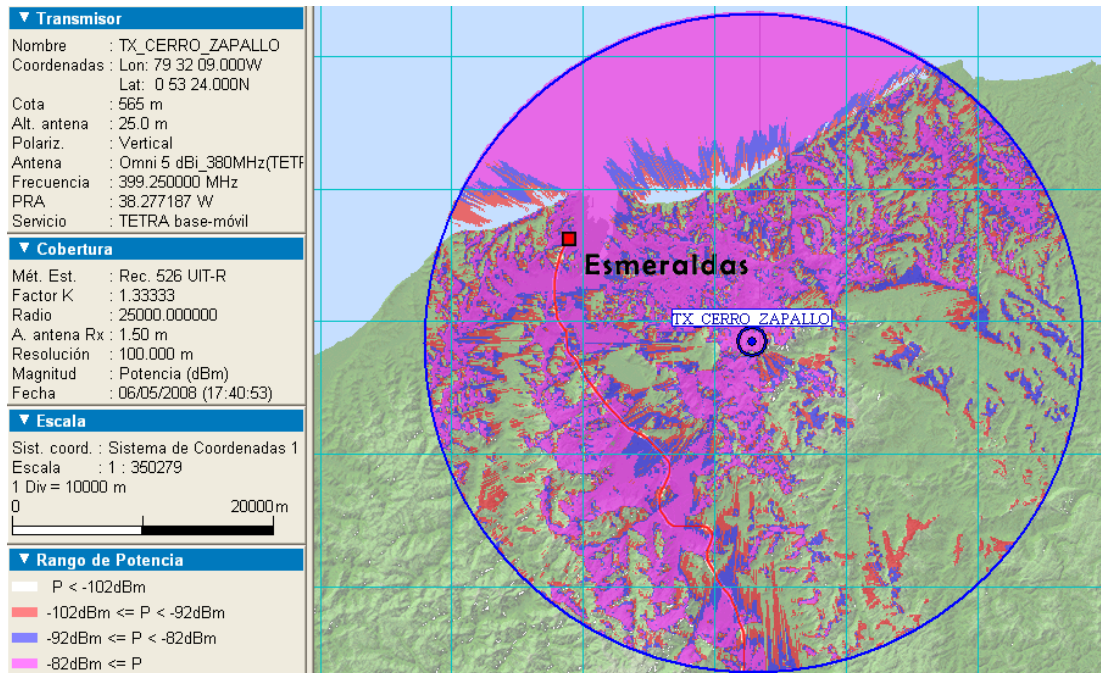 ▼ Transmisor
Nombre : TX_CERRO_ZAPALLO
Coordenadas : Lon: 79 32 09.000W
Lat: 0 53 24.000N
Cota : 565 m
Alt. antena : 25.0 m
Polariz. : Vertical
Antena : Omni 5 dBi_380MHz(TETF
Frecuencia : 399.250000 MHz
PRA : 38.277187 W
Servicio : TETRA base-móvil
▼ Cobertura
Mét. Est. : Rec. 526 UIT-R
Factor K : 1.33333
Radio : 25000.000000
A. antena Rx : 1.50 m
Resolución : 100.000 m
Magnitud : Potencia (dBm)
Fecha : 06/05/2008 (17:40:53)
▼ Escala
Sist. coord. : Sistema de Coordenadas 1
Escala : 1 : 350279
1 Div = 10000 m
0 20000m
▼ Rango de Potencia
P < -102dBm
-102dBm <= P < -92dBm
-92dBm <= P < -82dBm
-82dBm <= P
Esmeraldas
TX_CERRO_ZAPALLO